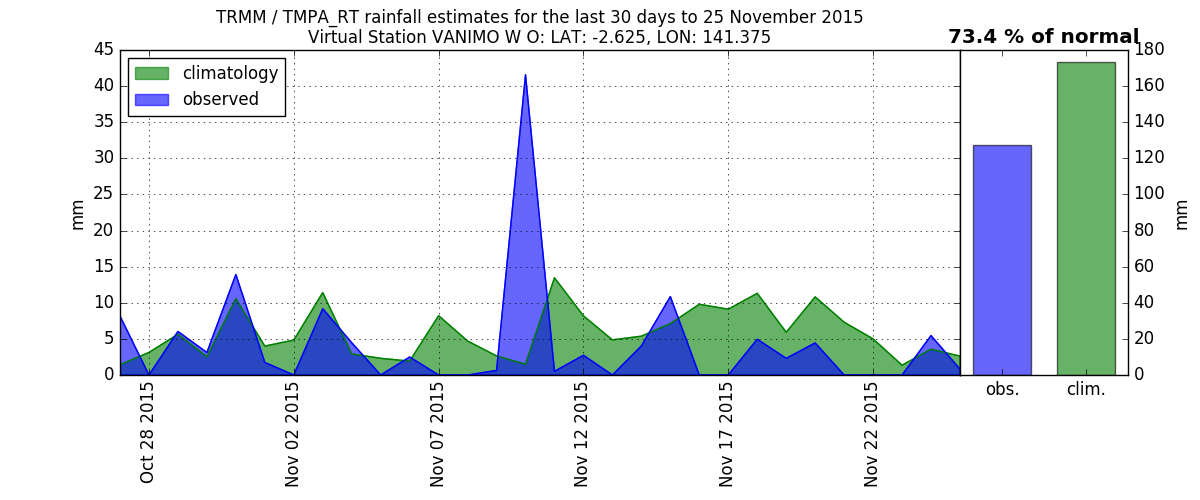 TRMM / TMPA_RT rainfall estimates for the last 30 days to 25 November 2015
Virtual Station VANIMO W O: LAT: -2.625, LON: 141.375
73.4 % of normal
climatology
observed
45
40
35
30
25
20
15
10
5
0
mm
Oct 28 2015
Nov 02 2015
Nov 07 2015
Nov 12 2015
Nov 17 2015
Nov 22 2015
180
160
140
120
100
80
60
40
20
0
mm
obs.
clim.